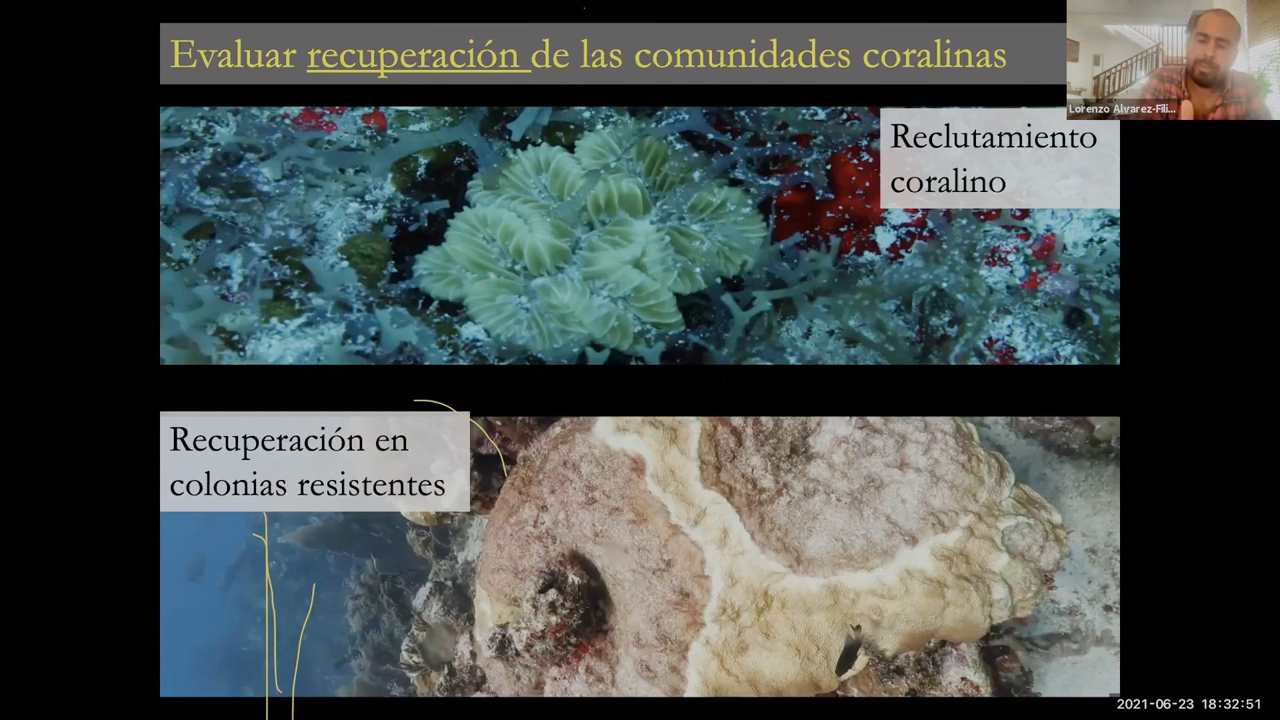 Evaluar recuperación de las comunidades coralinas
Lorenzo Alvarez-Fili...
Reclutamiento
coralino
Recuperación en
colonias resistentes
2021-06-23 18:32:51